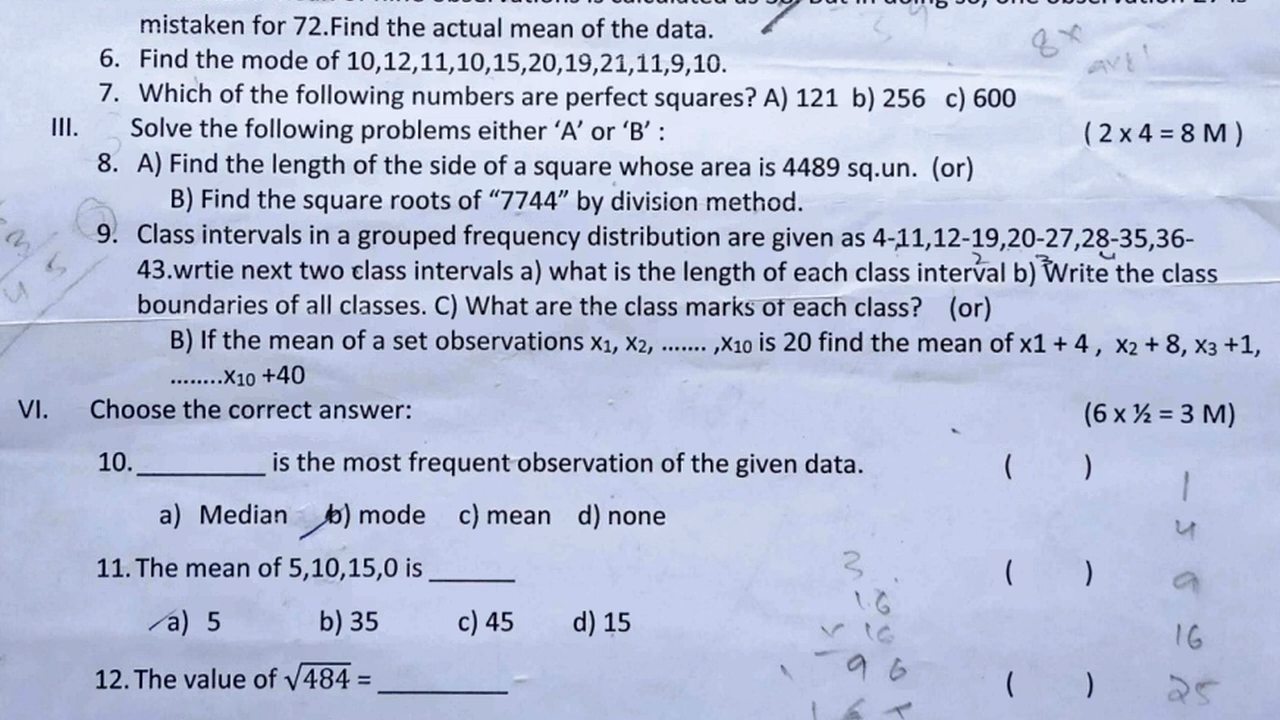 mistaken for 72.Find the actual mean of the data.
6. Find the mode of 10,12,11,10,15,20,19,21,11,9,10.
7. Which of the following numbers are perfect squares? A) 121 b) 256 c) 600
III. Solve the following problems either ‘A’ or ‘B’ : ( 2 x 4 = 8 M )
8. A) Find the length of the side of a square whose area is 4489 sq.un. (or)
B) Find the square roots of “7744” by division method.
9. Class intervals in a grouped frequency distribution are given as 4-11,12-19,20-27,28-35,36-
43.wrtie next two class intervals a) what is the length of each class interval b) Write the class
boundaries of all classes. C) What are the class marks of each class? (or)
B) If the mean of a set observations x1, x2, ....... ,x10 is 20 find the mean of x1 + 4 , x2 + 8, x3 +1,
........x10 +40
VI. Choose the correct answer: (6 x ½ = 3 M)
10. ________ is the most frequent observation of the given data. ( )
a) Median b) mode c) mean d) none
11. The mean of 5,10,15,0 is ______ ( )
a) 5 b) 35 c) 45 d) 15
12. The value of √484 = ________ ( )
1
4
9
16
25
3
16
16
96